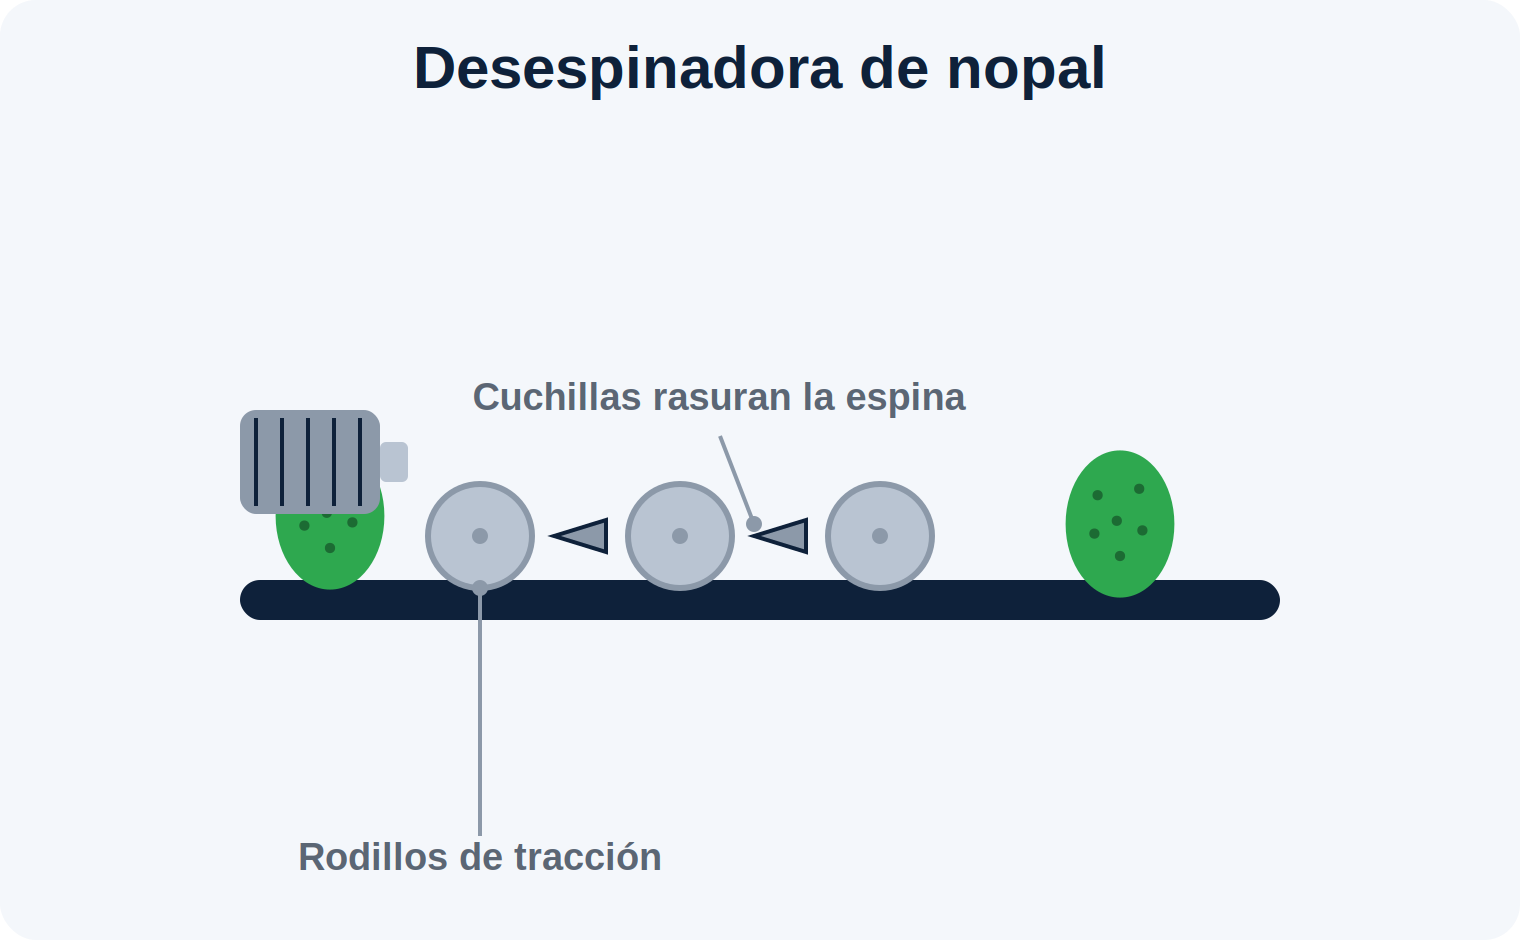 Desespinadora de nopal
Cuchillas rasuran la espina
Rodillos de tracción